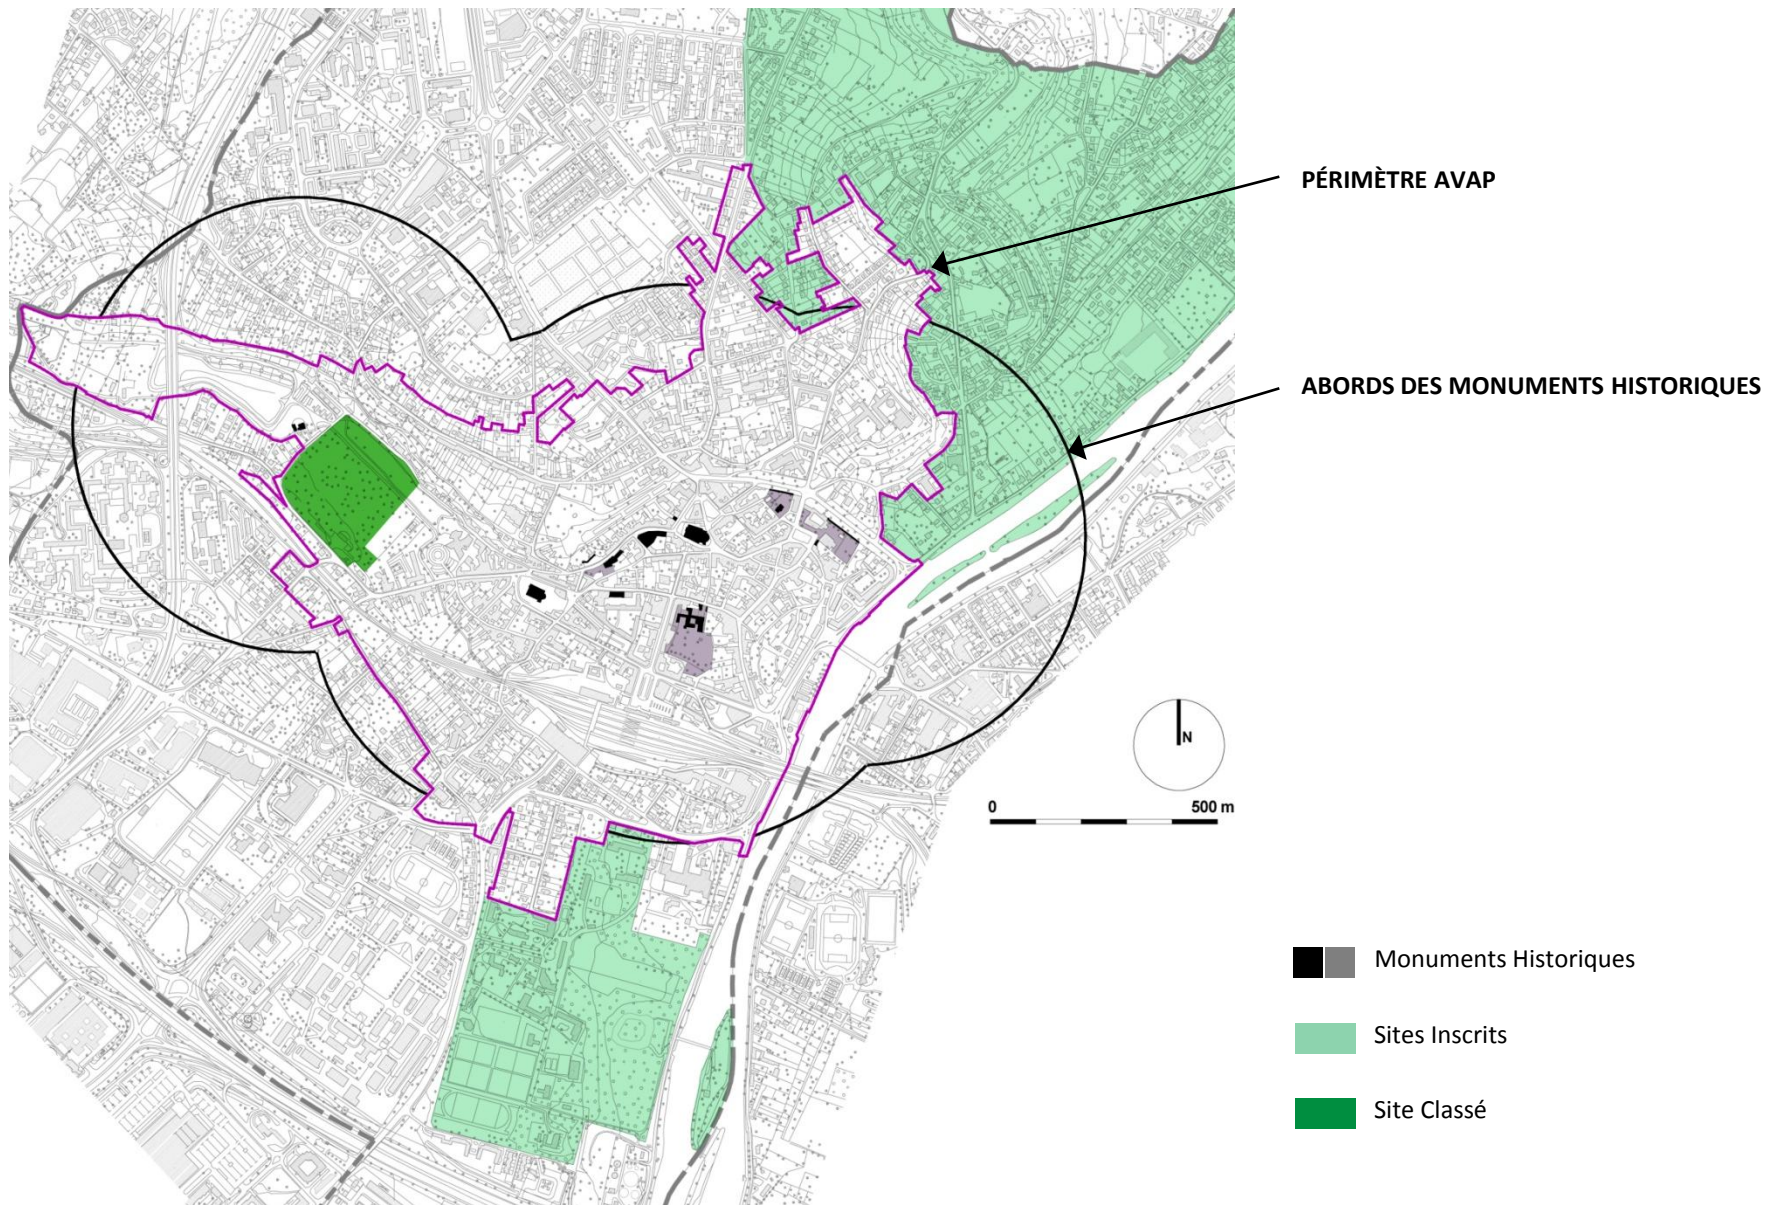 PÉRIMÈTRE AVAP
ABORDS DES MONUMENTS HISTORIQUES
N
0 500 m
Monuments Historiques
Sites Inscrits
Site Classé